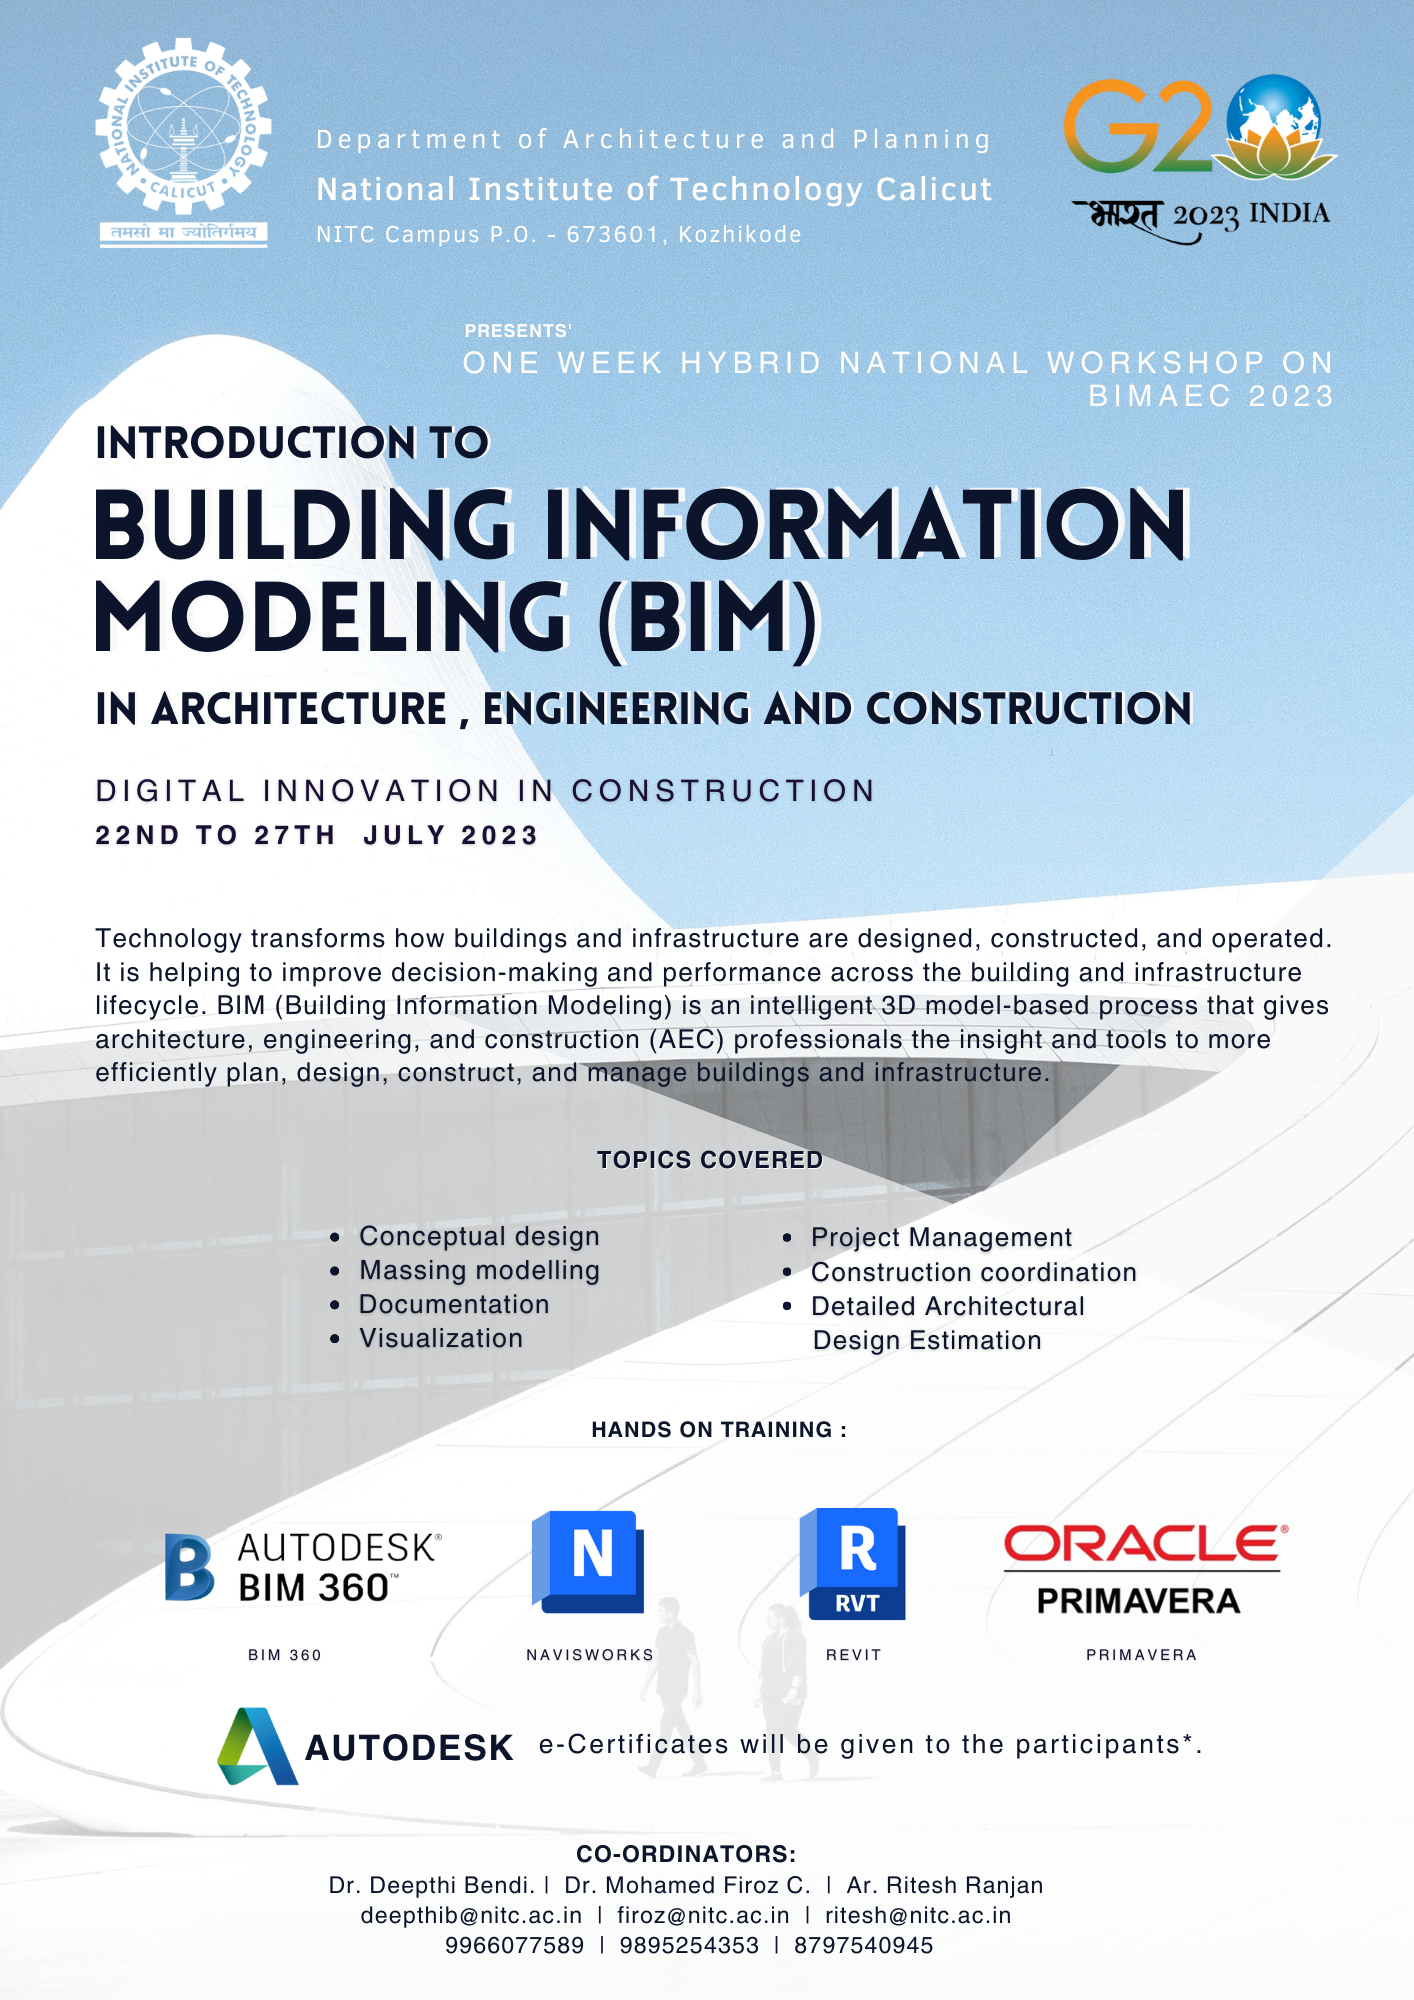 NATIONAL INSTITUTE OF TECHNOLOGY
• CALICUT •
तमसो मा ज्योतिर्गमय
Department of Architecture and Planning
National Institute of Technology Calicut
NITC Campus P.O. - 673601, Kozhikode
G20
भारत 2023 INDIA
PRESENTS'
ONE WEEK HYBRID NATIONAL WORKSHOP ON
BIMAEC 2023
INTRODUCTION TO
BUILDING INFORMATION
MODELING (BIM)
IN ARCHITECTURE , ENGINEERING AND CONSTRUCTION
DIGITAL INNOVATION IN CONSTRUCTION
22ND TO 27TH JULY 2023
Technology transforms how buildings and infrastructure are designed, constructed, and operated.
It is helping to improve decision-making and performance across the building and infrastructure
lifecycle. BIM (Building Information Modeling) is an intelligent 3D model-based process that gives
architecture, engineering, and construction (AEC) professionals the insight and tools to more
efficiently plan, design, construct, and manage buildings and infrastructure.
TOPICS COVERED
• Conceptual design
• Massing modelling
• Documentation
• Visualization
• Project Management
• Construction coordination
• Detailed Architectural
Design Estimation
HANDS ON TRAINING :
B AUTODESK®
BIM 360™
N
R
RVT
ORACLE®
PRIMAVERA
BIM 360
NAVISWORKS
REVIT
PRIMAVERA
AUTODESK e-Certificates will be given to the participants*.
CO-ORDINATORS:
Dr. Deepthi Bendi. | Dr. Mohamed Firoz C. | Ar. Ritesh Ranjan
deepthib@nitc.ac.in | firoz@nitc.ac.in | ritesh@nitc.ac.in
9966077589 | 9895254353 | 8797540945